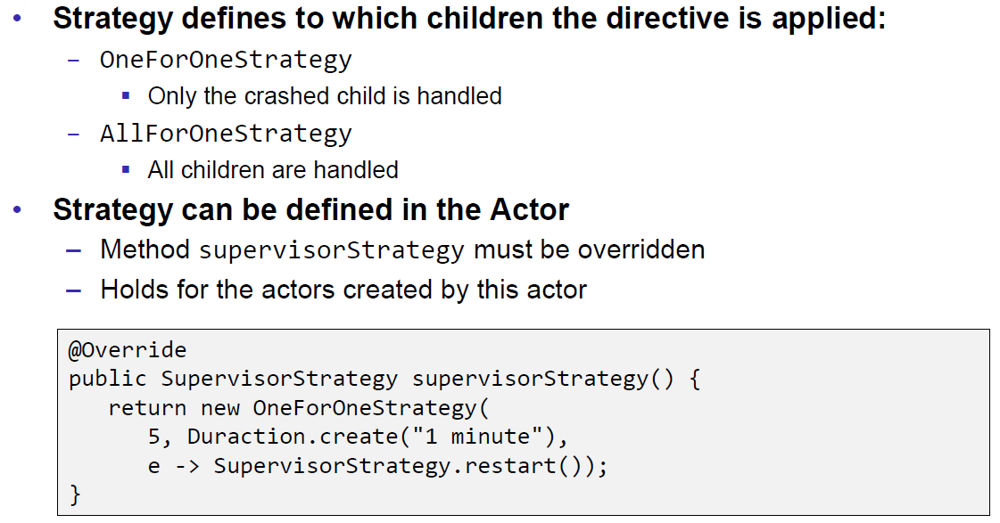 • Strategy defines to which children the directive is applied:
– OneForOneStrategy
▪ Only the crashed child is handled
– AllForOneStrategy
▪ All children are handled
• Strategy can be defined in the Actor
– Method supervisorStrategy must be overridden
– Holds for the actors created by this actor
@Override
public SupervisorStrategy supervisorStrategy() {
   return new OneForOneStrategy(
      5, Duraction.create("1 minute"),
      e -> SupervisorStrategy.restart());
}